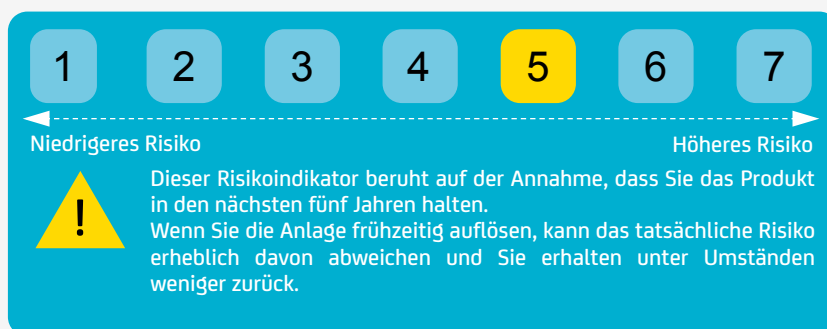 1 2 3 4 5 6 7
Niedrigeres Risiko Höheres Risiko
!
Dieser Risikoindikator beruht auf der Annahme, dass Sie das Produkt
in den nächsten fünf Jahren halten.
Wenn Sie die Anlage frühzeitig auflösen, kann das tatsächliche Risiko
erheblich davon abweichen und Sie erhalten unter Umständen
weniger zurück.